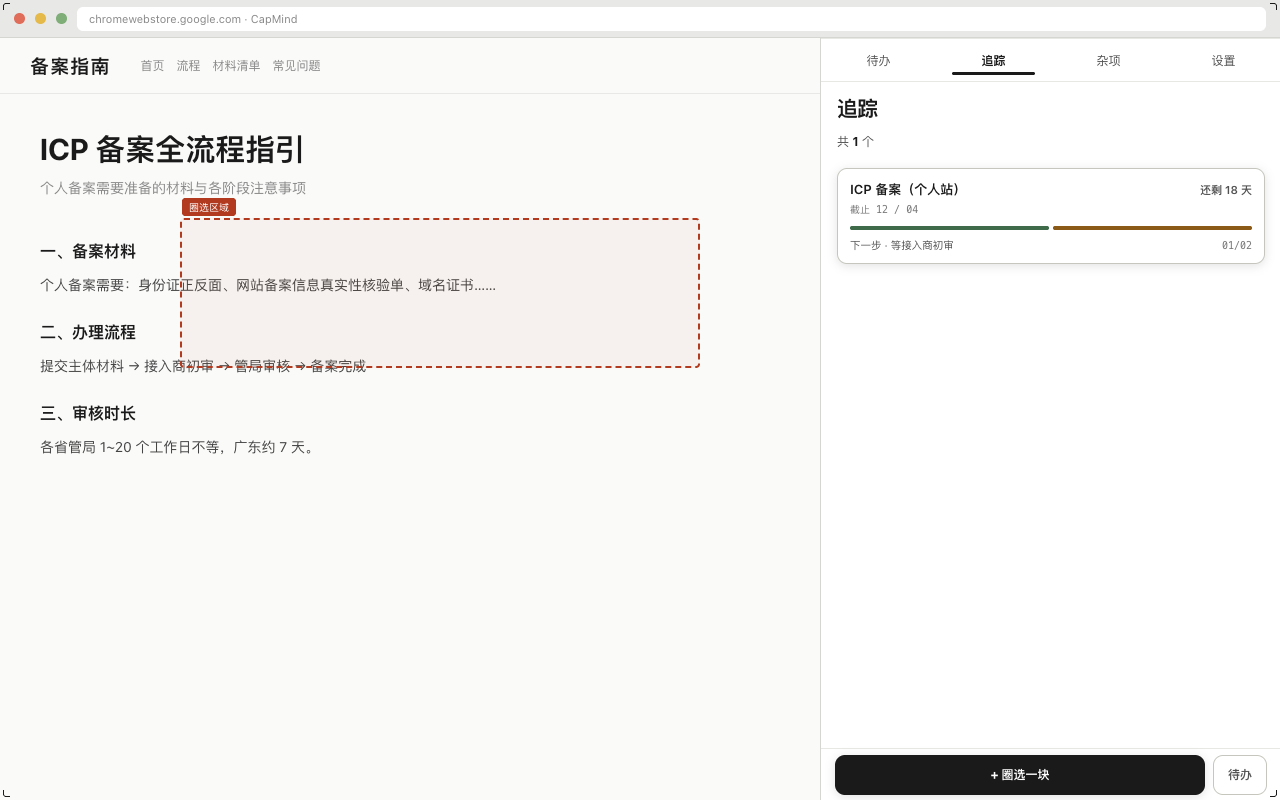 chromewebstore.google.com · CapMind
备案指南
首页 流程 材料清单 常见问题
ICP 备案全流程指引
个人备案需要准备的材料与各阶段注意事项
圈选区域
一、备案材料
个人备案需要：身份证正反面、网站备案信息真实性核验单、域名证书……
二、办理流程
提交主体材料 → 接入商初审 → 管局审核 → 备案完成
三、审核时长
各省管局 1~20 个工作日不等，广东约 7 天。
待办 追踪 杂项 设置
追踪
共 1 个
ICP 备案（个人站） 还剩 18 天
截止 12 / 04
下一步 · 等接入商初审 01/02
+ 圈选一块 待办